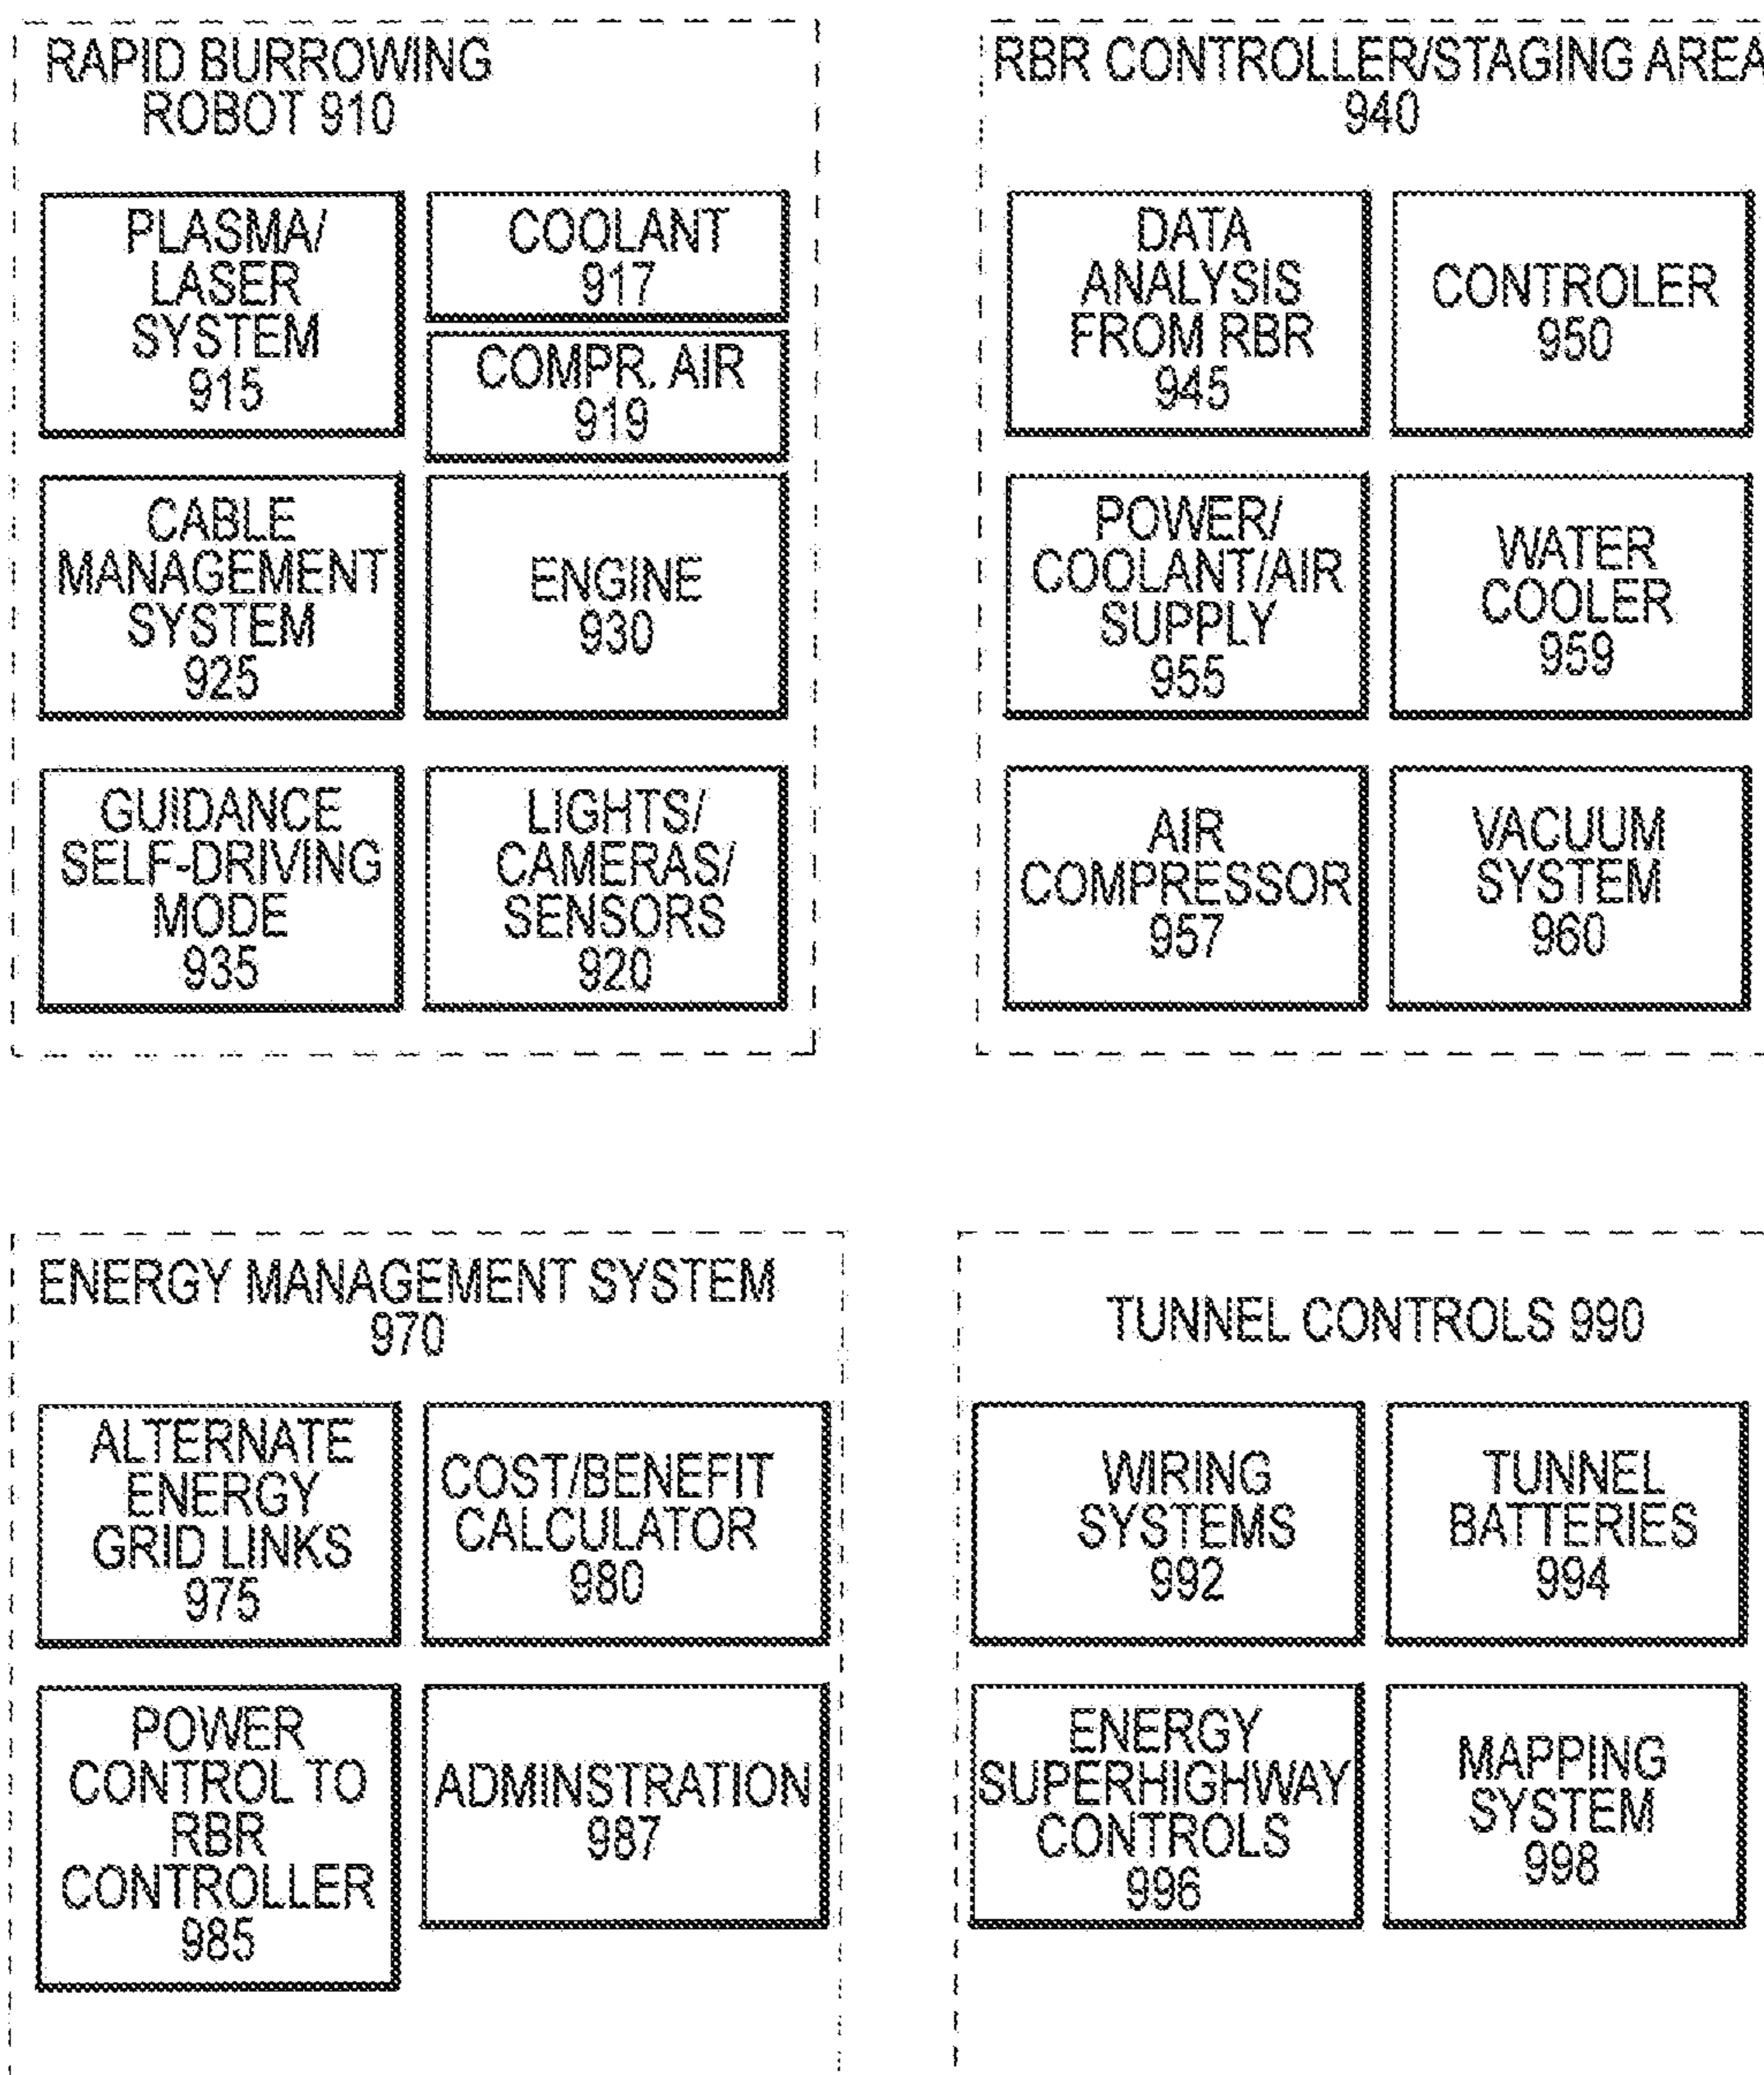 RAPID BURROWING
ROBOT 910
PLASMA/
LASER
SYSTEM
915
COOLANT
917
COMPR. AIR
919
CABLE
MANAGEMENT
SYSTEM
925
ENGINE
930
GUIDANCE
SELF-DRIVING
MODE
935
LIGHTS/
CAMERAS/
SENSORS
920
RBR CONTROLLER/STAGING AREA
940
DATA
ANALYSIS
FROM RBR
945
CONTROLER
950
POWER/
COOLANT/AIR
SUPPLY
955
WATER
COOLER
959
AIR
COMPRESSOR
957
VACUUM
SYSTEM
960
ENERGY MANAGEMENT SYSTEM
970
ALTERNATE
ENERGY
GRID LINKS
975
COST/BENEFIT
CALCULATOR
980
POWER
CONTROL TO
RBR
CONTROLLER
985
ADMINSTRATION
987
TUNNEL CONTROLS 990
WIRING
SYSTEMS
992
TUNNEL
BATTERIES
994
ENERGY
SUPERHIGHWAY
CONTROLS
996
MAPPING
SYSTEM
998